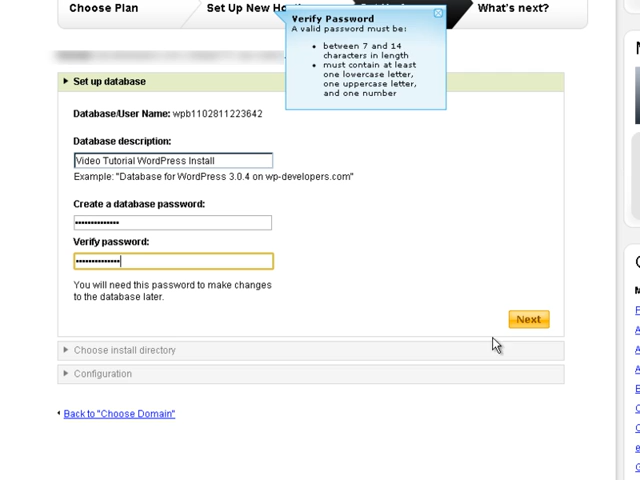 Choose Plan
Set Up New
What's next?
Verify Password
A valid password must be:
• between 7 and 14
characters in length
• must contain at least
one lowercase letter,
one uppercase letter,
and one number
Set up database
Database/User Name: wpb1102811223642
Database description:
Video Tutorial WordPress Install
Example: "Database for WordPress 3.0.4 on wp-developers.com"
Create a database password:
••••••••••••••
Verify password:
••••••••••••••
You will need this password to make changes
to the database later.
Next
Choose install directory
Configuration
Back to "Choose Domain"